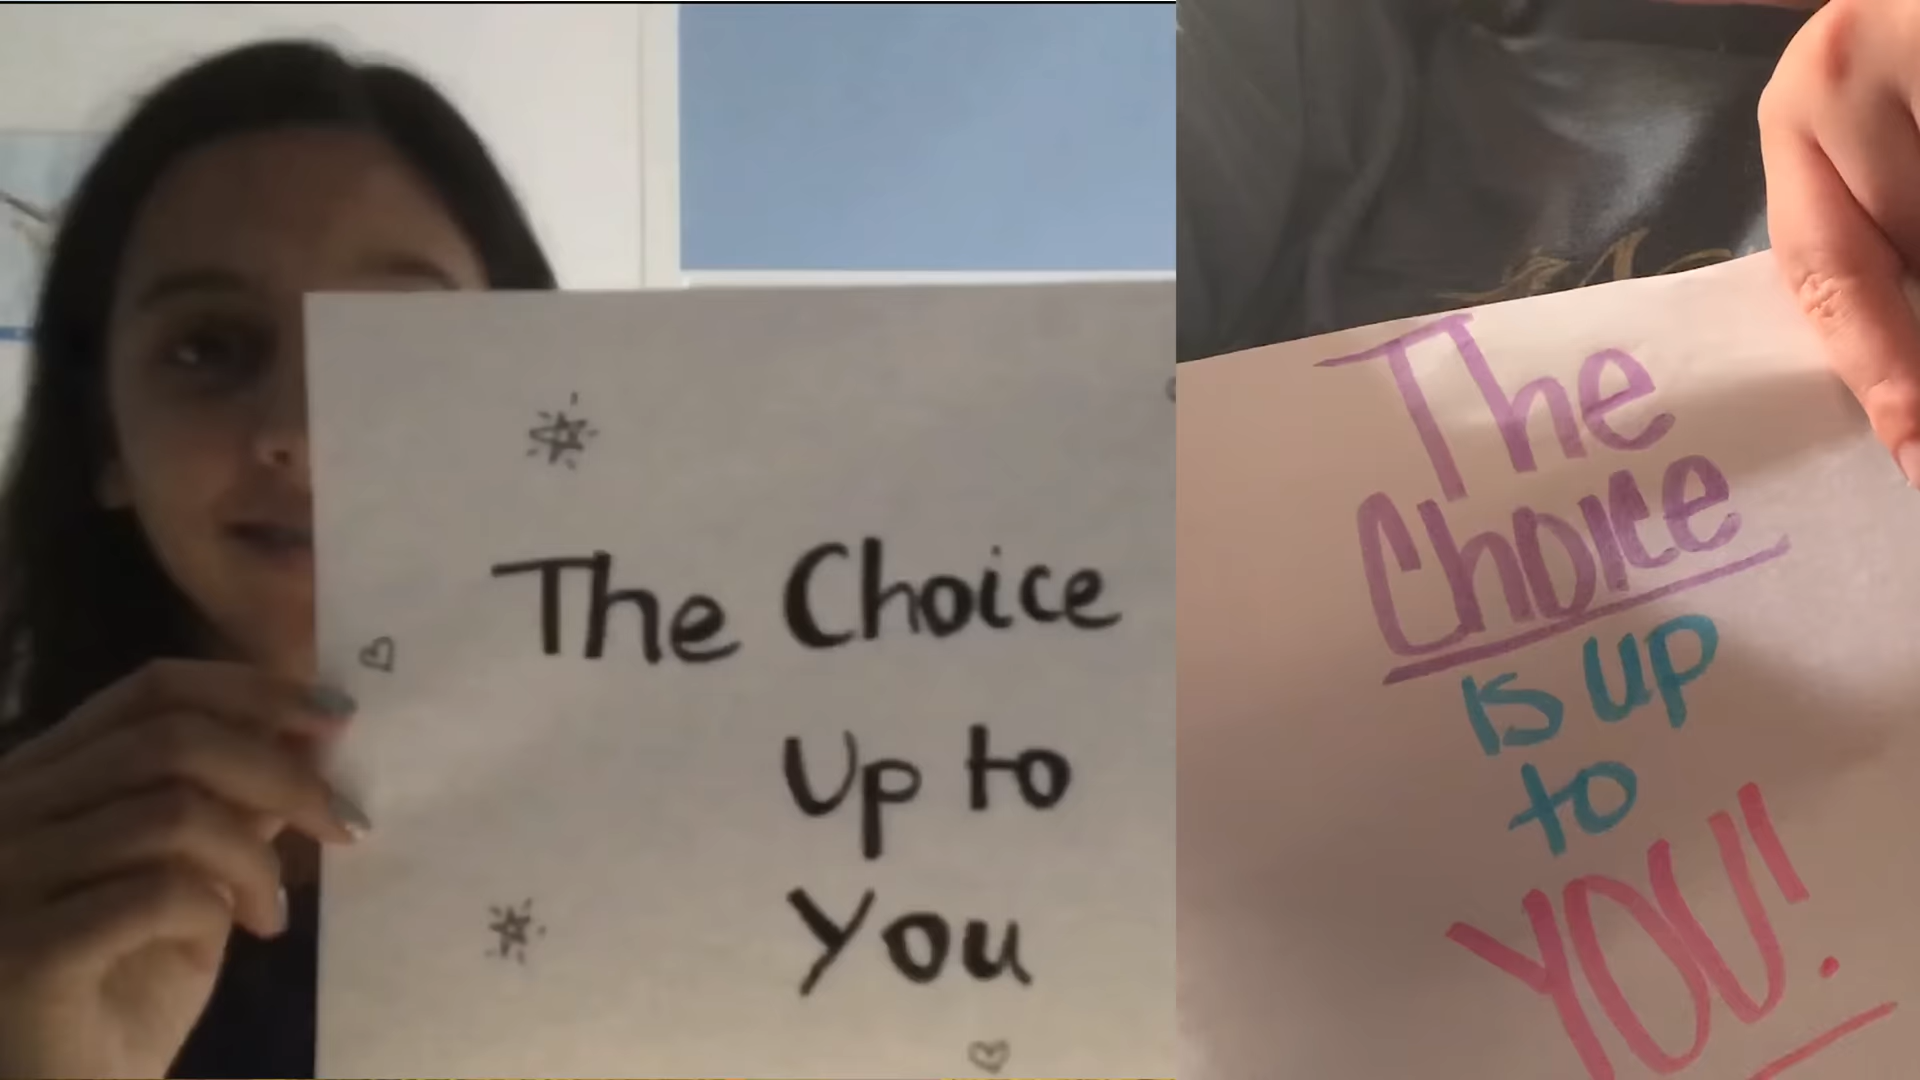 The Choice
Up to
You
The
Choice
is up
to
YOU!